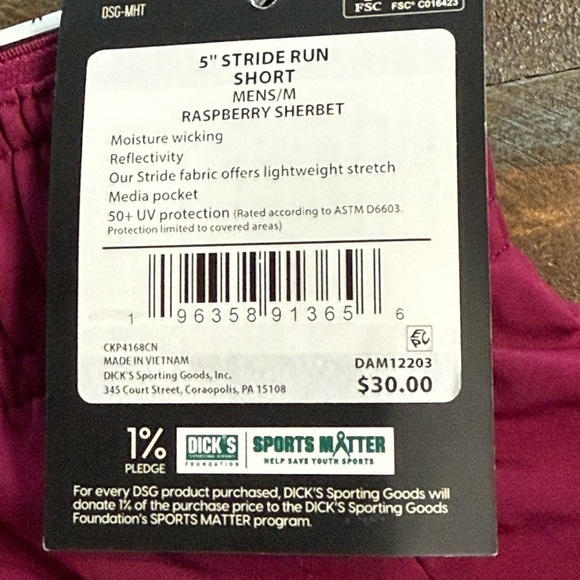 DSG-MHT
FSC FSC® C016423
5" STRIDE RUN
SHORT
MENS/M
RASPBERRY SHERBET
Moisture wicking
Reflectivity
Our Stride fabric offers lightweight stretch
Media pocket
50+ UV protection (Rated according to ASTM D6603.
Protection limited to covered areas)
1 96358 91365 6
CKP4168CN
MADE IN VIETNAM
DICK'S Sporting Goods, Inc.
345 Court Street, Coraopolis, PA 15108
DAM12203
$30.00
1% PLEDGE
DICK'S
FOUNDATION
SPORTS MATTER
HELP SAVE YOUTH SPORTS
For every DSG product purchased, DICK'S Sporting Goods will
donate 1% of the purchase price to the DICK'S Sporting Goods
Foundation's SPORTS MATTER program.